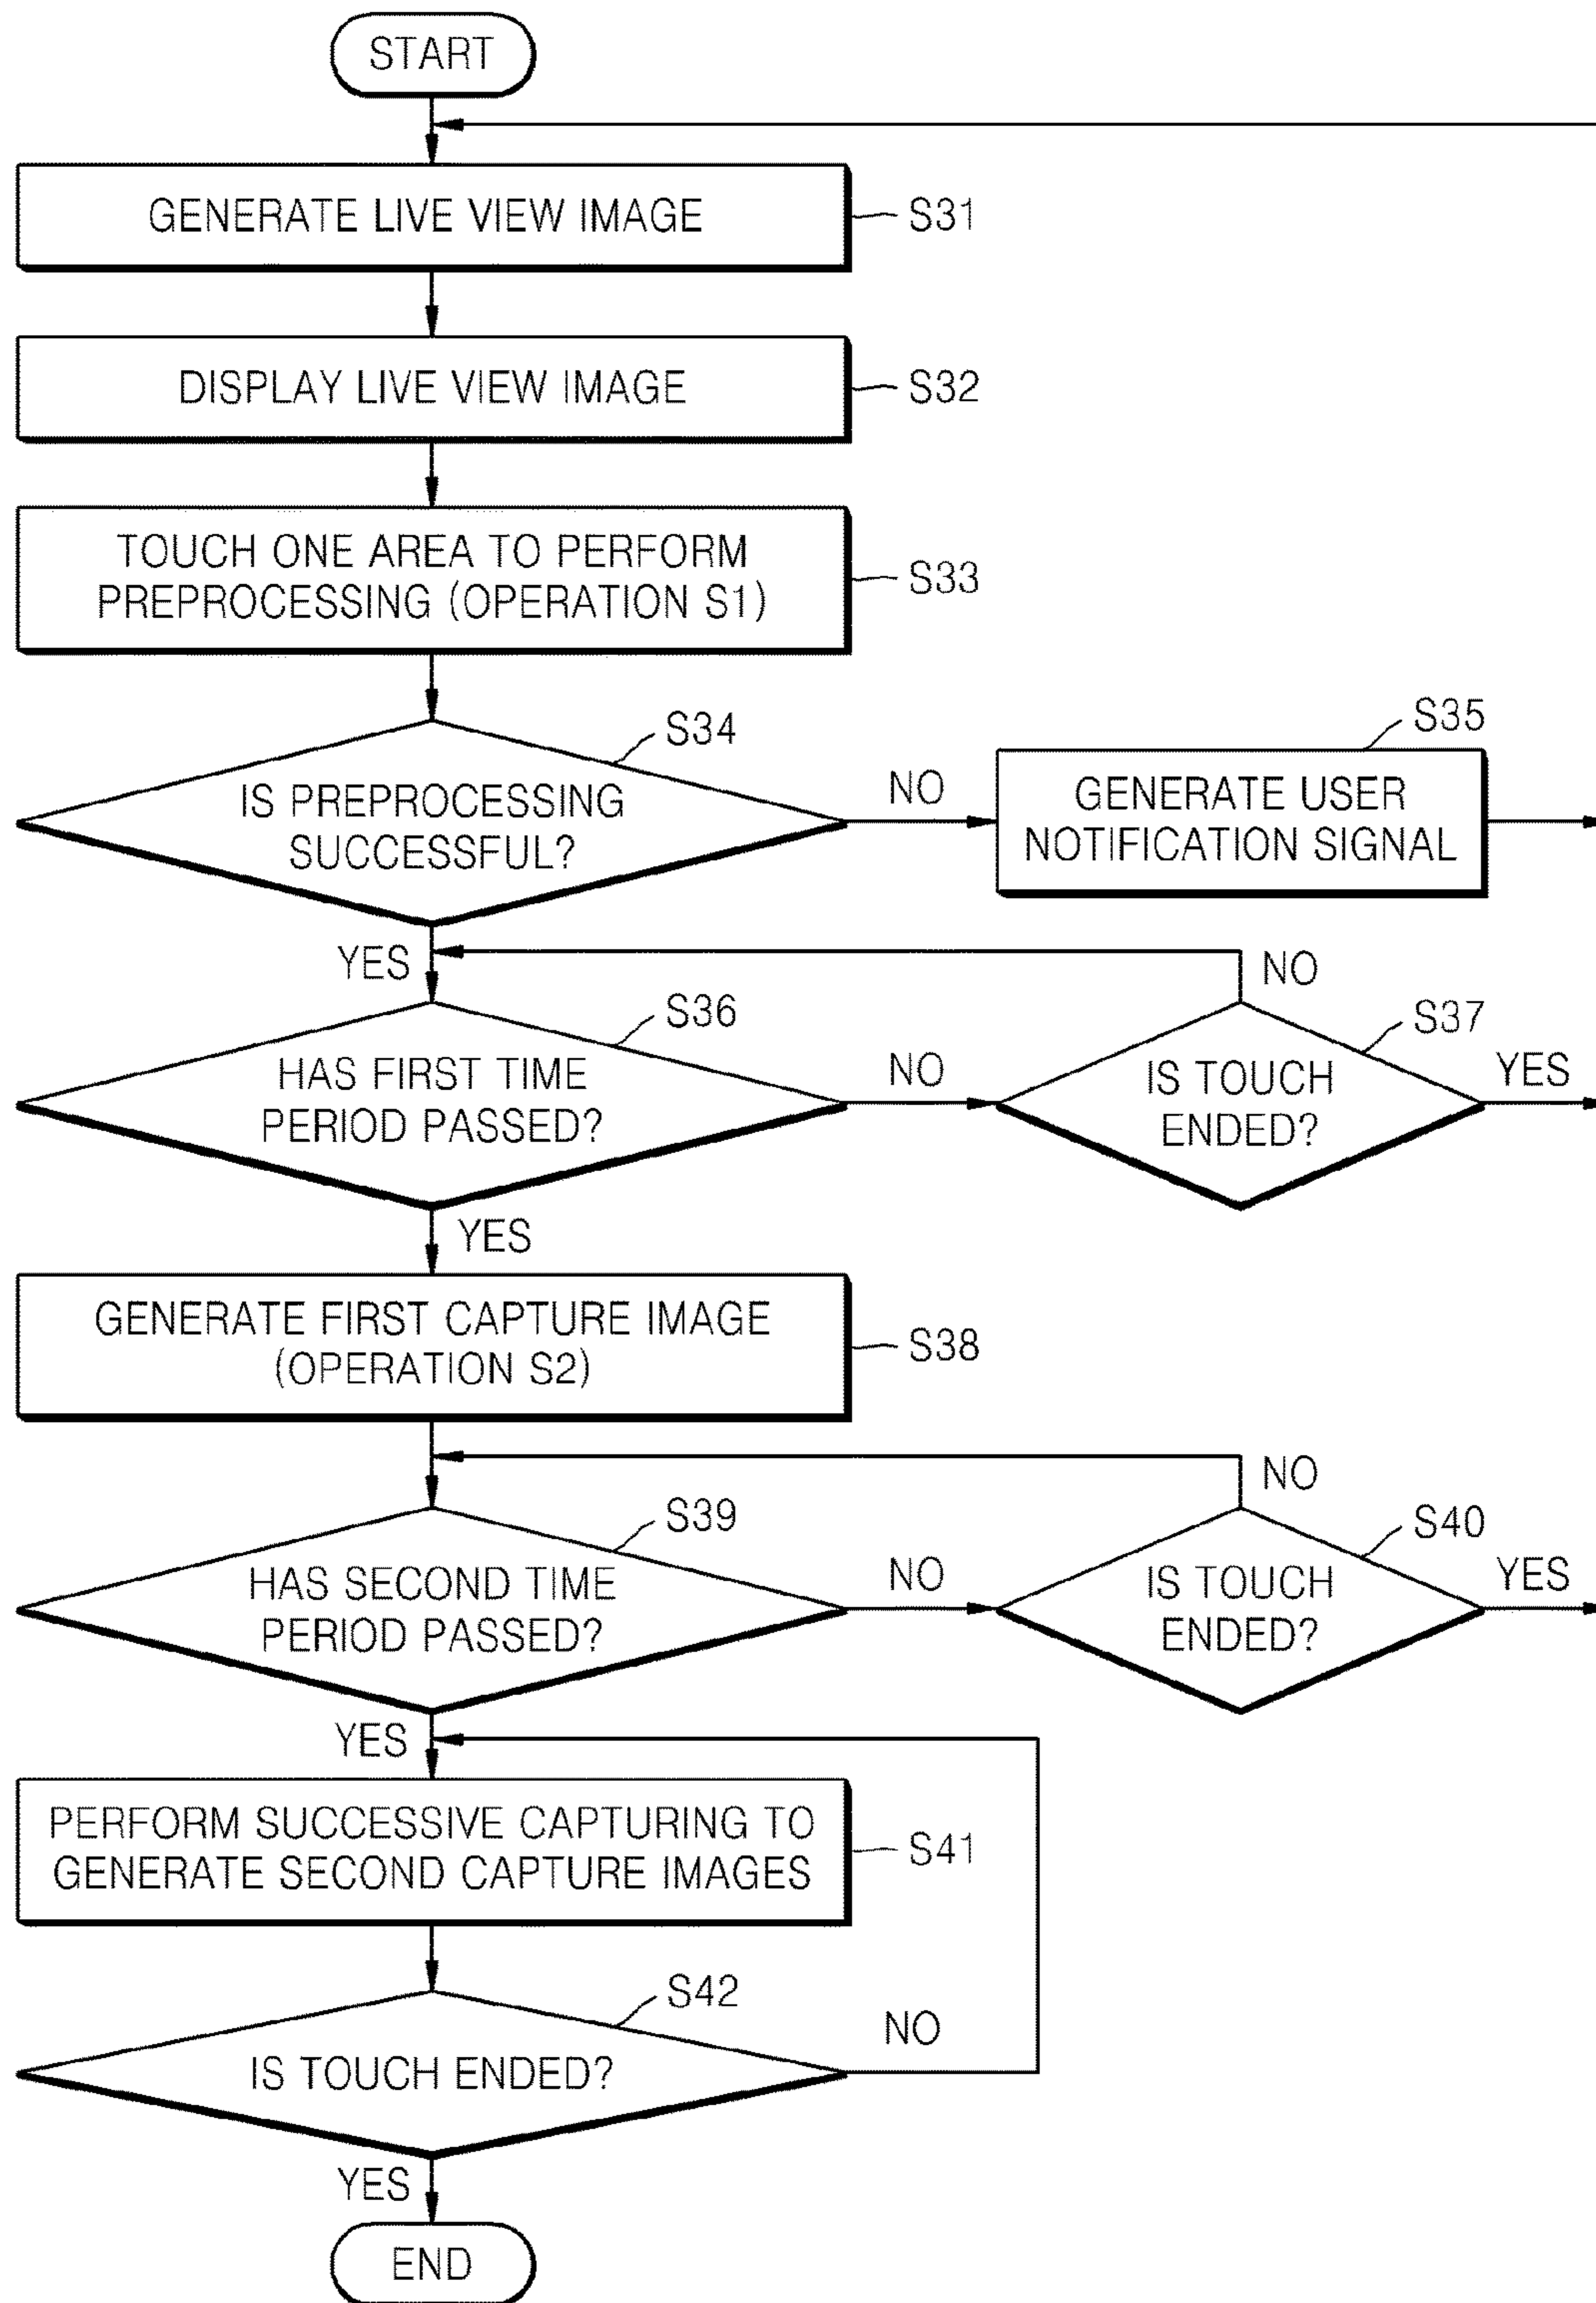 START
GENERATE LIVE VIEW IMAGE
S31
DISPLAY LIVE VIEW IMAGE
S32
TOUCH ONE AREA TO PERFORM
PREPROCESSING (OPERATION S1)
S33
S34
IS PREPROCESSING
SUCCESSFUL?
NO
S35
GENERATE USER
NOTIFICATION SIGNAL
YES
NO
S36
HAS FIRST TIME
PERIOD PASSED?
NO
S37
IS TOUCH
ENDED?
YES
YES
GENERATE FIRST CAPTURE IMAGE
(OPERATION S2)
S38
NO
S39
HAS SECOND TIME
PERIOD PASSED?
NO
S40
IS TOUCH
ENDED?
YES
YES
PERFORM SUCCESSIVE CAPTURING TO
GENERATE SECOND CAPTURE IMAGES
S41
S42
IS TOUCH ENDED?
NO
YES
END